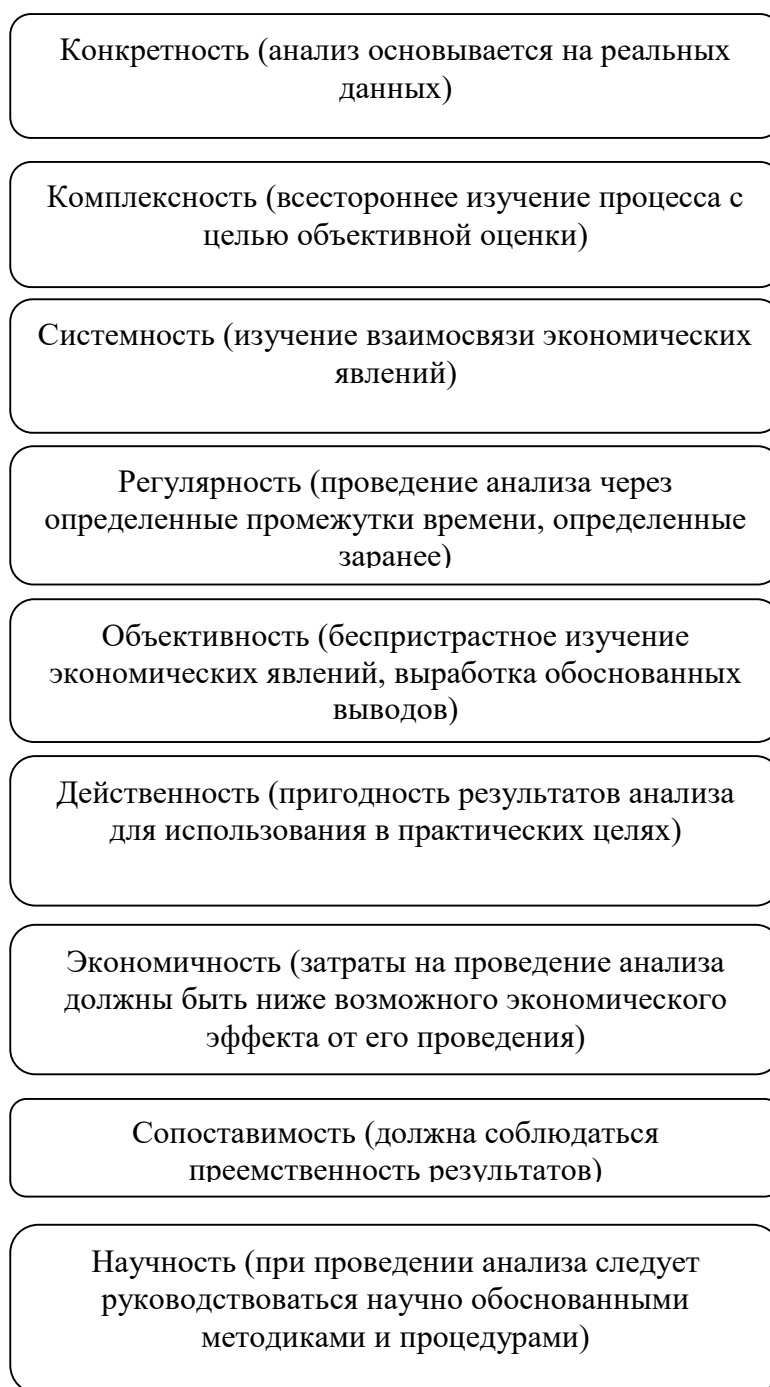 Конкретность (анализ основывается на реальных
данных)
Комплексность (всестороннее изучение процесса с
целью объективной оценки)
Системность (изучение взаимосвязи экономических
явлений)
Регулярность (проведение анализа через
определенные промежутки времени, определенные
заранее)
Объективность (беспристрастное изучение
экономических явлений, выработка обоснованных
выводов)
Действенность (пригодность результатов анализа
для использования в практических целях)
Экономичность (затраты на проведение анализа
должны быть ниже возможного экономического
эффекта от его проведения)
Сопоставимость (должна соблюдаться
преемственность результатов)
Научность (при проведении анализа следует
руководствоваться научно обоснованными
методиками и процедурами)